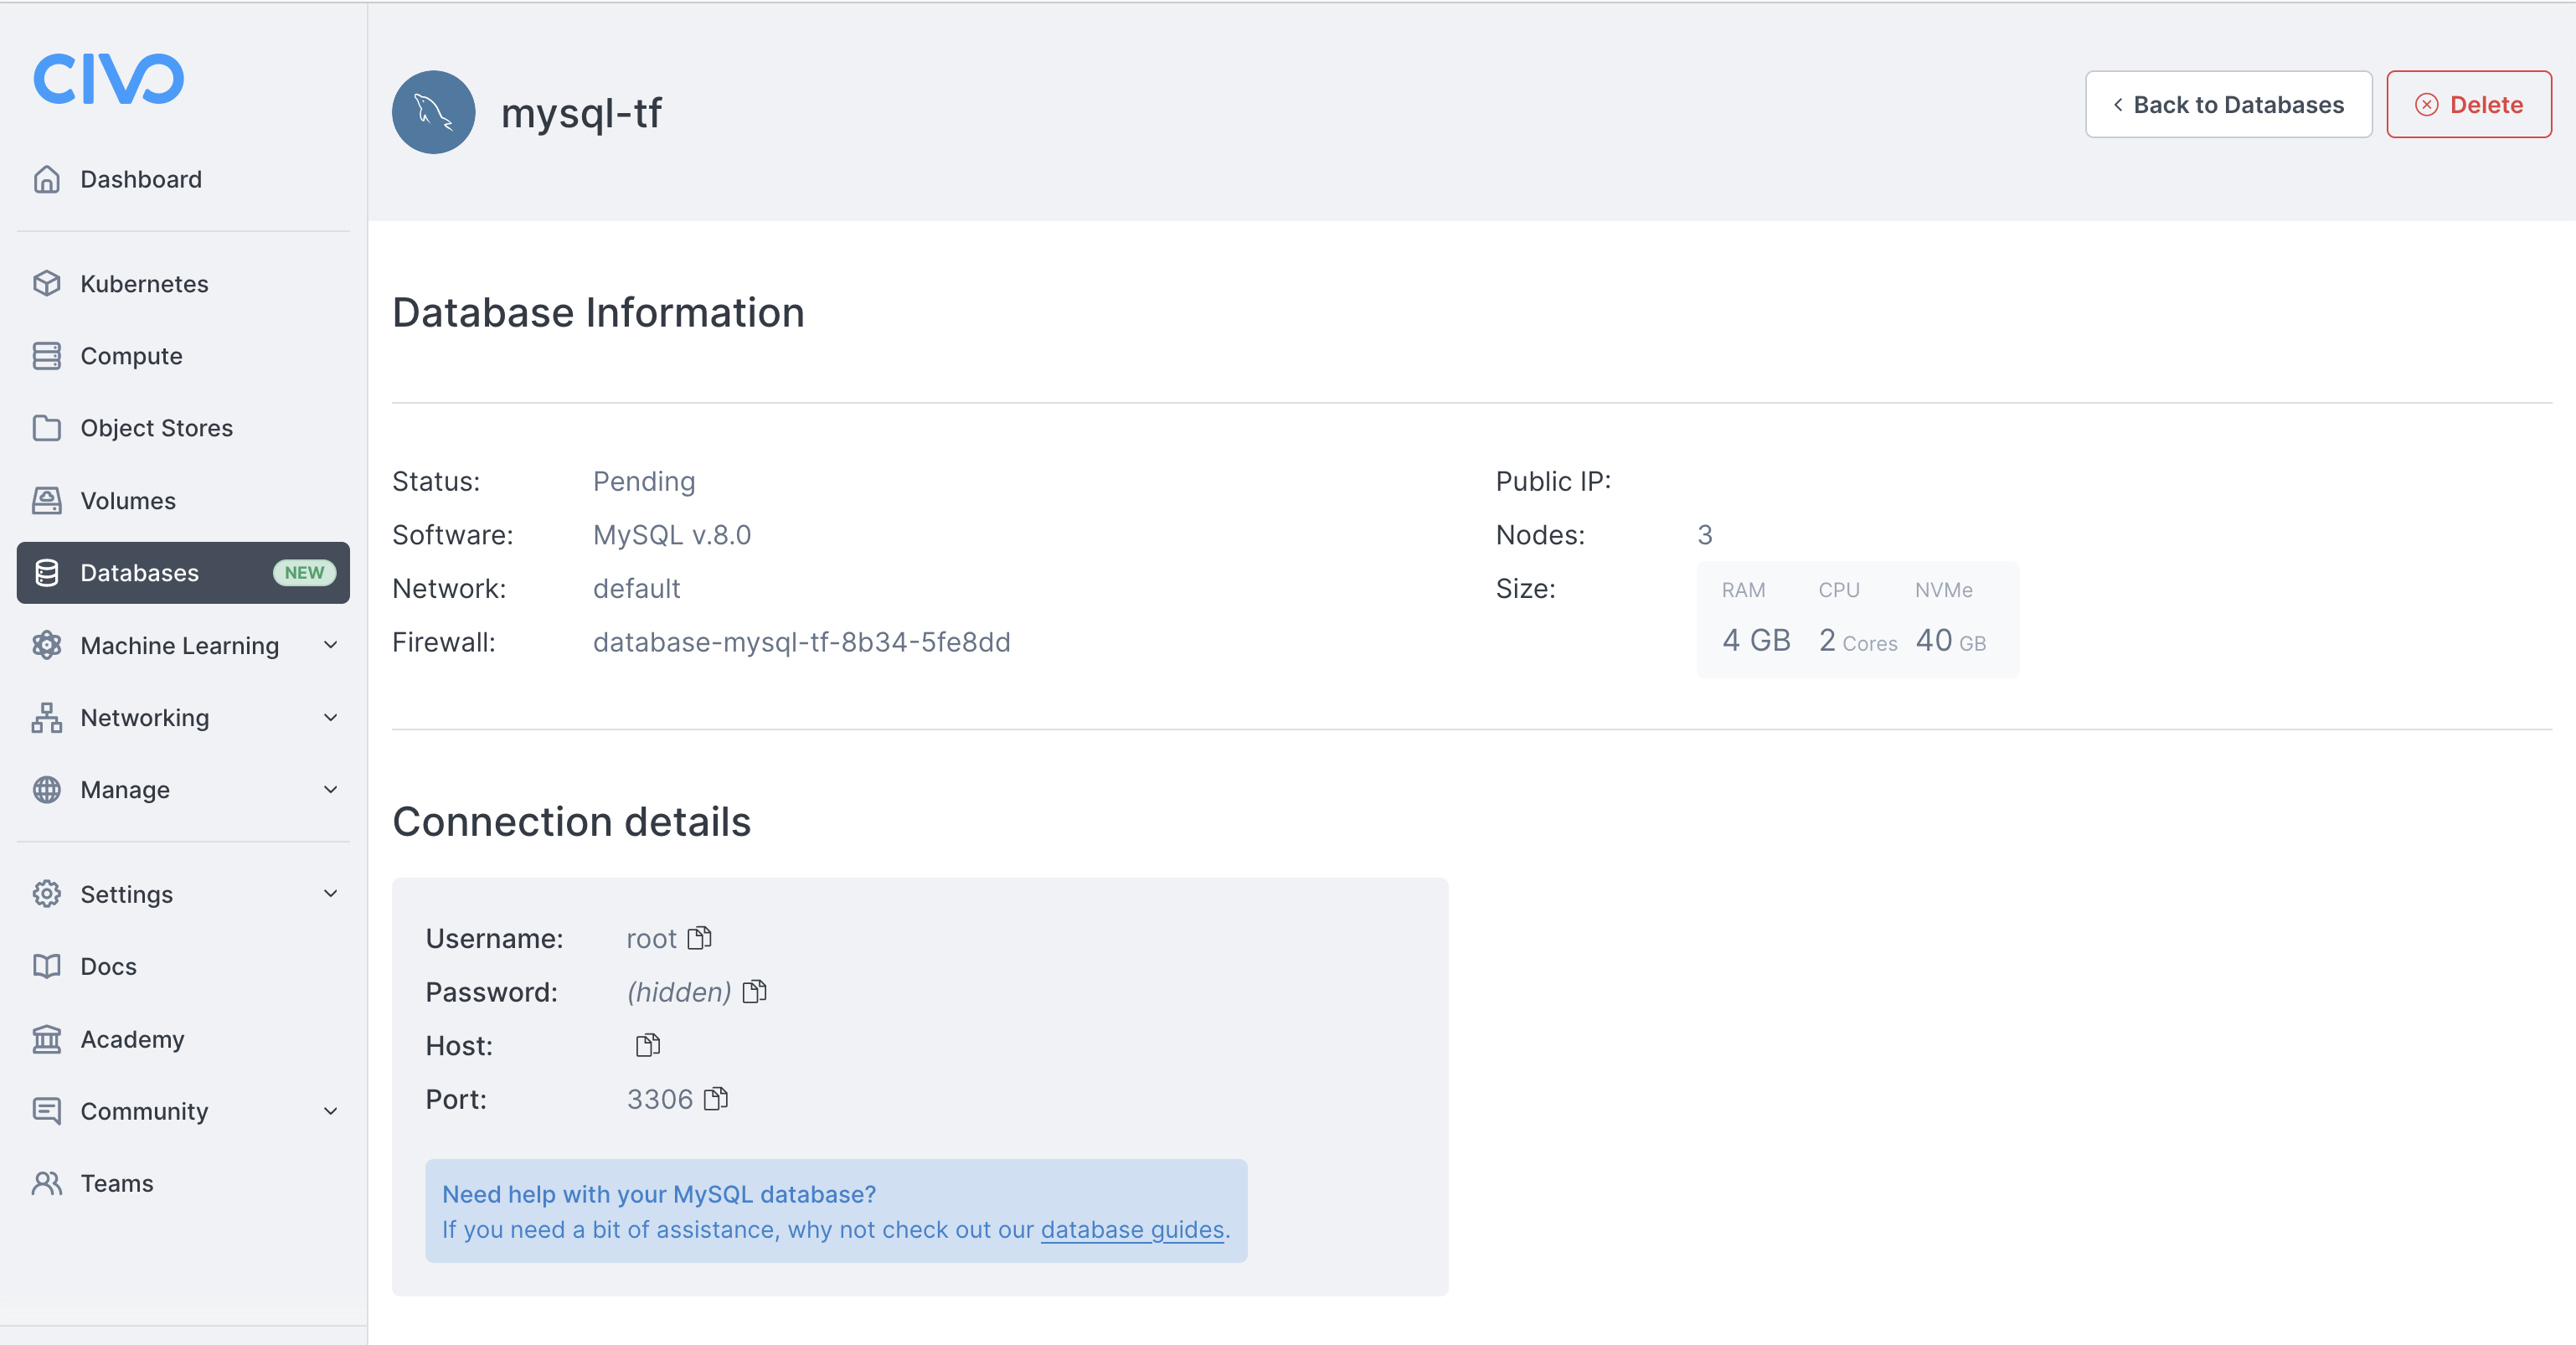 CIVO
Dashboard
Kubernetes
Compute
Object Stores
Volumes
Databases NEW
Machine Learning
Networking
Manage
Settings
Docs
Academy
Community
Teams
mysql-tf
Back to Databases
Delete
Database Information
Status: Pending
Software: MySQL v.8.0
Network: default
Firewall: database-mysql-tf-8b34-5fe8dd
Public IP:
Nodes: 3
Size:
RAM CPU NVMe
4 GB 2 Cores 40 GB
Connection details
Username: root
Password: (hidden)
Host:
Port: 3306
Need help with your MySQL database?
If you need a bit of assistance, why not check out our database guides.